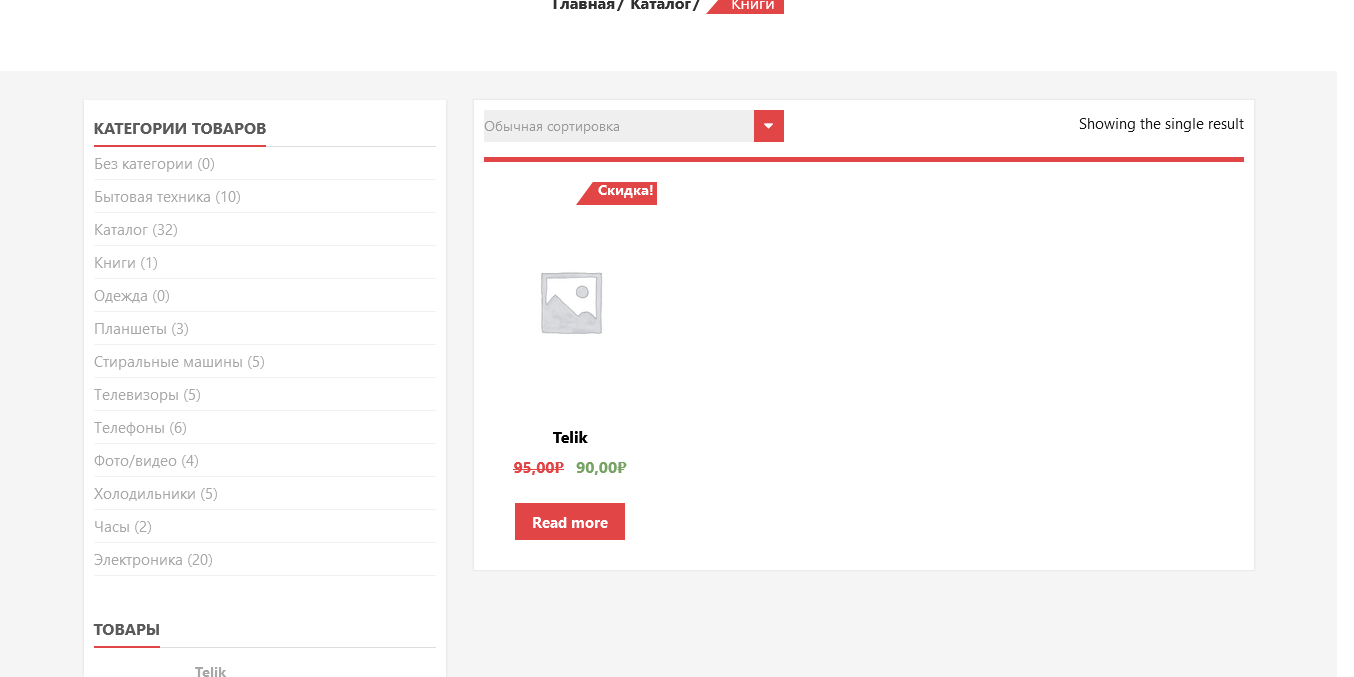 Главная/ Каталог/ Книги
КАТЕГОРИИ ТОВАРОВ
Без категории (0)
Бытовая техника (10)
Каталог (32)
Книги (1)
Одежда (0)
Планшеты (3)
Стиральные машины (5)
Телевизоры (5)
Телефоны (6)
Фото/видео (4)
Холодильники (5)
Часы (2)
Электроника (20)
ТОВАРЫ
Telik
Обычная сортировка
Showing the single result
Скидка!
Telik
95,00₽ 90,00₽
Read more